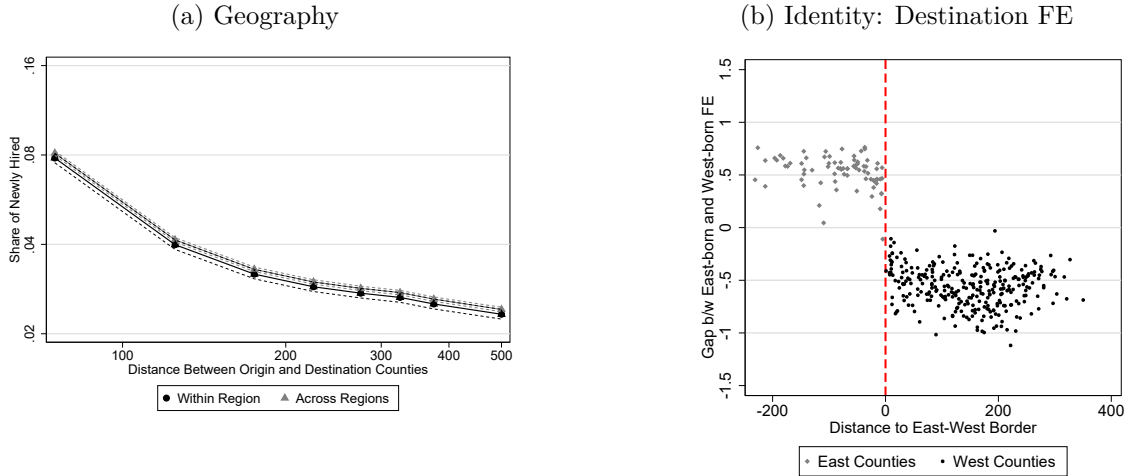 (a) Geography
Share of Newly Hired
.16
.08
.04
.02
100
200
300
400
500
Distance Between Origin and Destination Counties
Within Region
Across Regions
(b) Identity: Destination FE
Gap b/w East-born and West-born FE
1.5
1
.5
0
-.5
-1
-1.5
-200
0
200
400
Distance to East-West Border
East Counties
West Counties